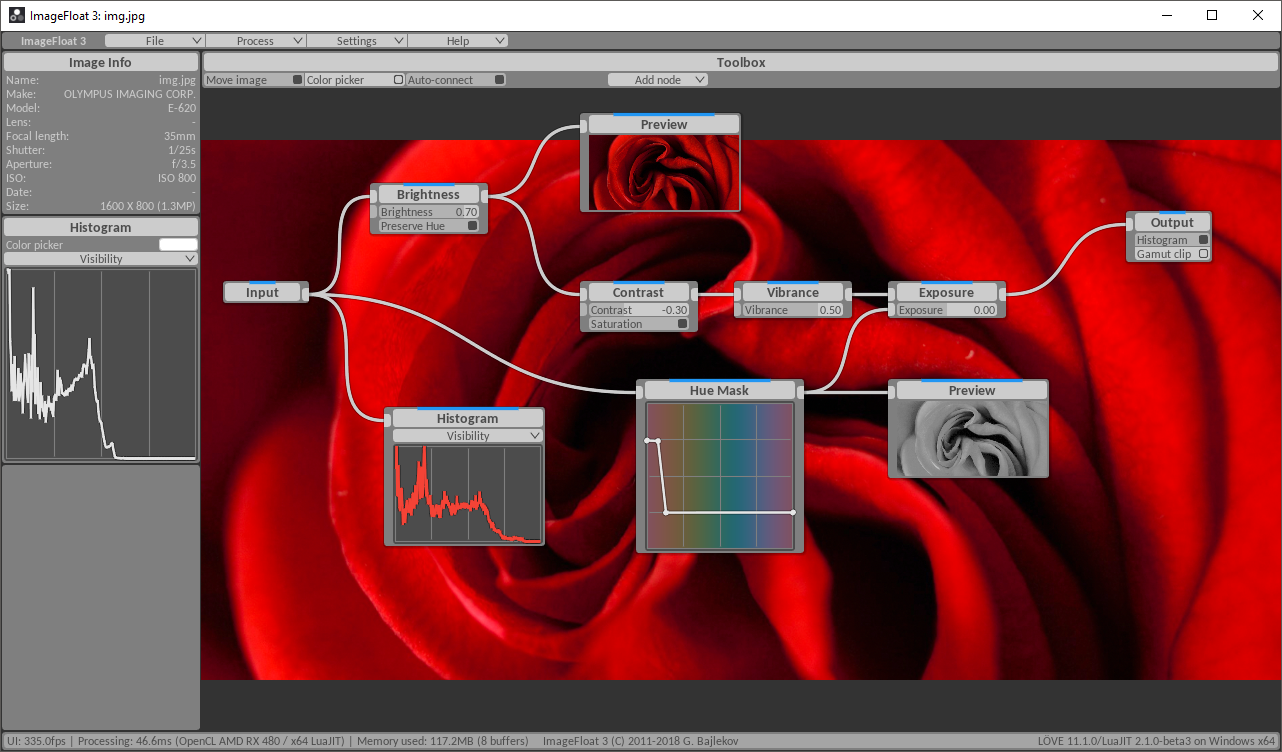 ImageFloat 3: img.jpg
ImageFloat 3 File Process Settings Help
Image Info
Name: img.jpg
Make: OLYMPUS IMAGING CORP.
Model: E-620
Lens: -
Focal length: 35mm
Shutter: 1/25s
Aperture: f/3.5
ISO: ISO 800
Date: -
Size: 1600 X 800 (1.3MP)
Histogram
Color picker
Visibility
Toolbox
Move image Color picker Auto-connect Add node
Preview
Brightness
Brightness 0.70
Preserve Hue
Output
Histogram
Gamut clip
Input
Contrast
Contrast -0.30
Saturation
Vibrance
Vibrance 0.50
Exposure
Exposure 0.00
Hue Mask
Preview
Histogram
Visibility
UI: 335.0fps | Processing: 46.6ms (OpenCL AMD RX 480 / x64 LuaJIT) | Memory used: 117.2MB (8 buffers) ImageFloat 3 (C) 2011-2018 G. Bajlekov LÖVE 11.1.0/LuaJIT 2.1.0-beta3 on Windows x64